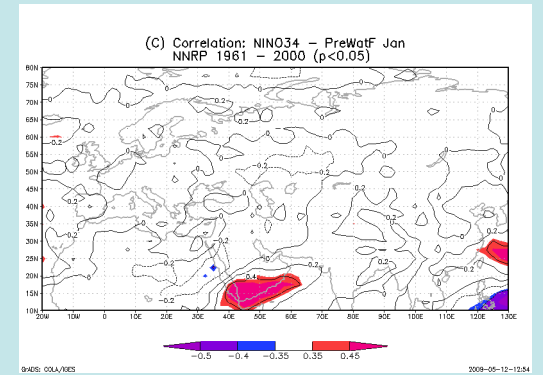 (C) Correlation: NINO34 – PreWatF Jan
NNRP 1961 – 2000 (p<0.05)
80N
75N
70N
65N
60N
55N
50N
45N
40N
35N
30N
25N
20N
15N
10N
20W 10W 0 10E 20E 30E 40E 50E 60E 70E 80E 90E 100E 110E 120E 130E
-0.5 -0.4 -0.35 0.35 0.45
GrADS: COLA/IGES 2009-05-12-12:54